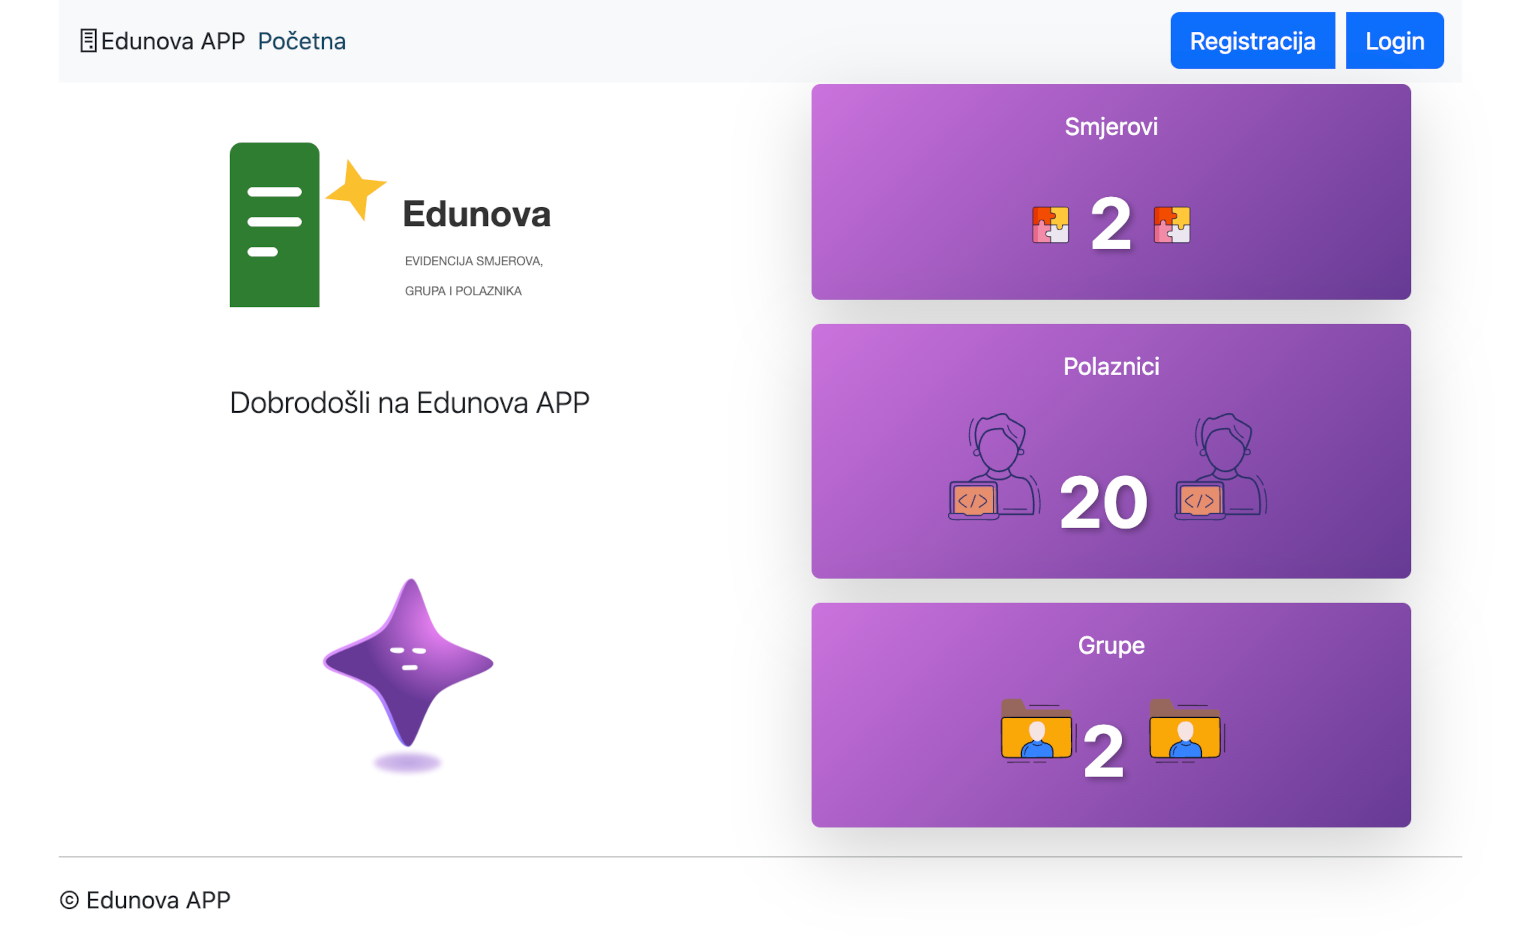 Edunova APP Početna
Registracija
Login
Edunova
EVIDENCIJA SMJEROVA,
GRUPA I POLAZNIKA
Dobrodošli na Edunova APP
Smjerovi
2
Polaznici
</> 20 </>
Grupe
2
© Edunova APP